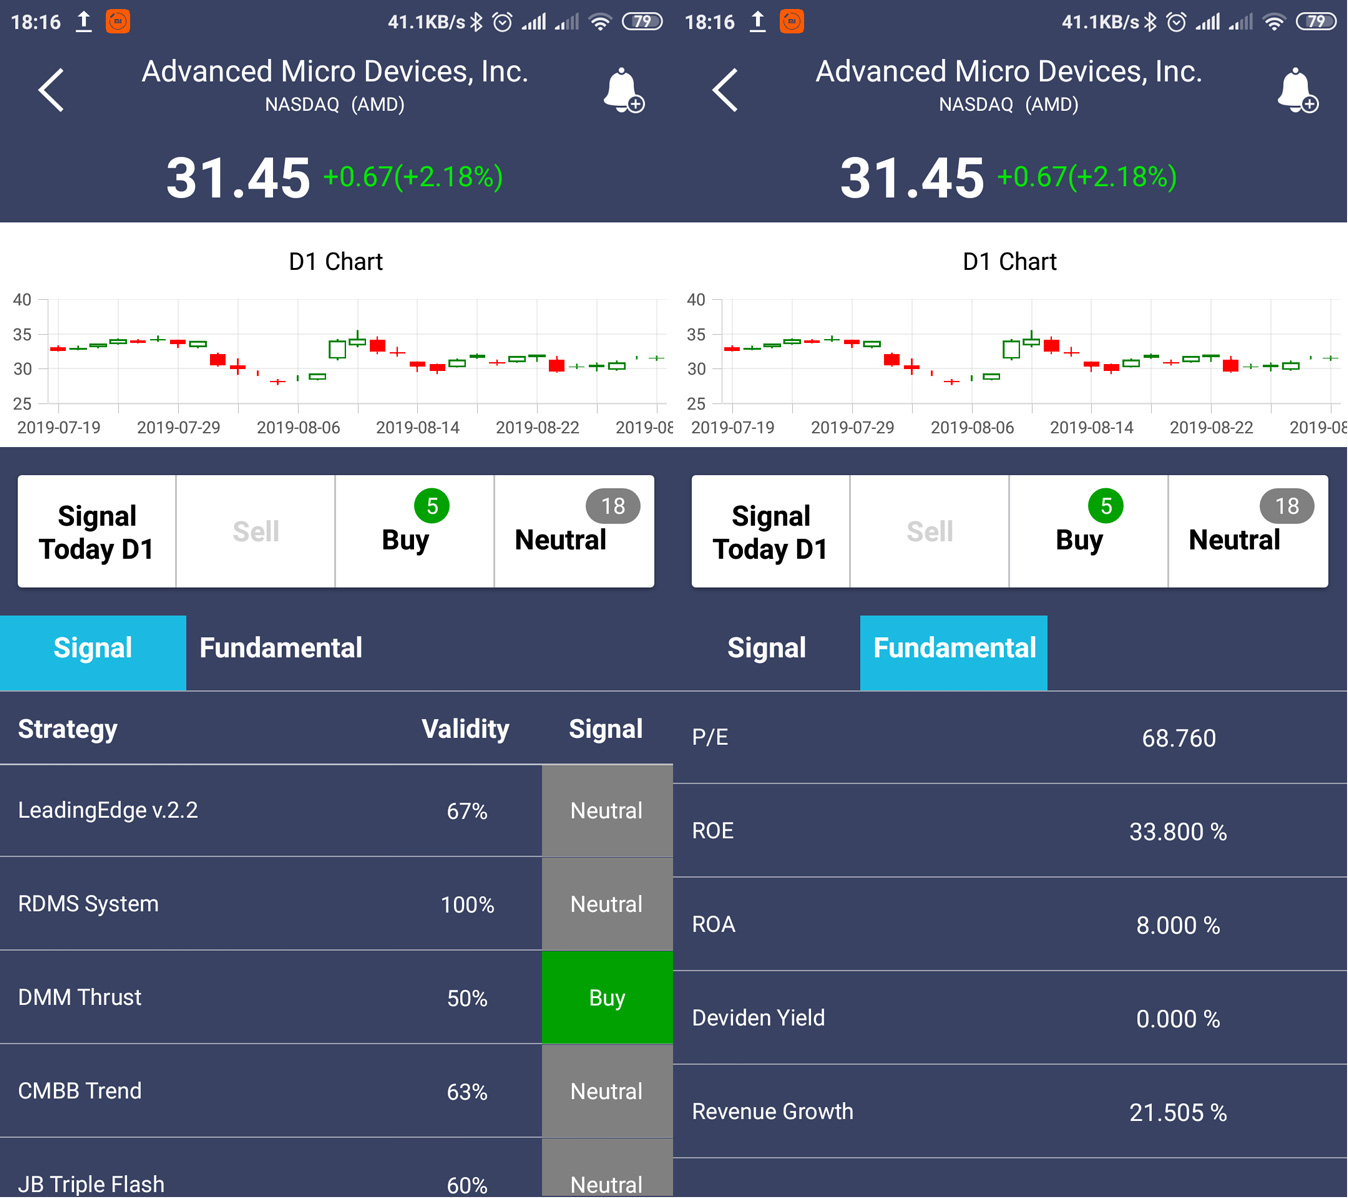 18:16 41.1KB/s 79
Advanced Micro Devices, Inc.
NASDAQ (AMD)
31.45 +0.67(+2.18%)
D1 Chart
40
35
30
25
2019-07-19 2019-07-29 2019-08-06 2019-08-14 2019-08-22 2019-08
Signal Today D1 Sell 5 Buy 18 Neutral
Signal Fundamental
Strategy Validity Signal
LeadingEdge v.2.2 67% Neutral
RDMS System 100% Neutral
DMM Thrust 50% Buy
CMBB Trend 63% Neutral
JB Triple Flash 60% Neutral
18:16 41.1KB/s 79
Advanced Micro Devices, Inc.
NASDAQ (AMD)
31.45 +0.67(+2.18%)
D1 Chart
40
35
30
25
2019-07-19 2019-07-29 2019-08-06 2019-08-14 2019-08-22 2019-08
Signal Today D1 Sell 5 Buy 18 Neutral
Signal Fundamental
P/E 68.760
ROE 33.800 %
ROA 8.000 %
Deviden Yield 0.000 %
Revenue Growth 21.505 %